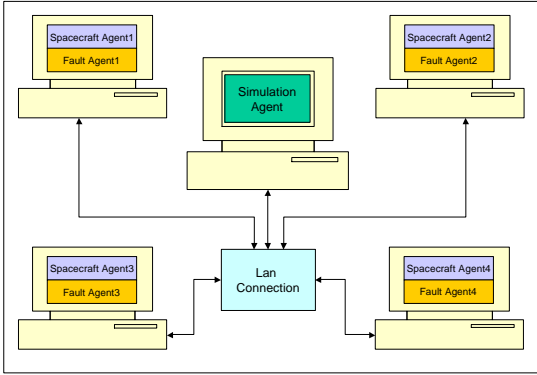 Spacecraft Agent1
Fault Agent1
Simulation
Agent
Spacecraft Agent2
Fault Agent2
Spacecraft Agent3
Fault Agent3
Lan
Connection
Spacecraft Agent4
Fault Agent4